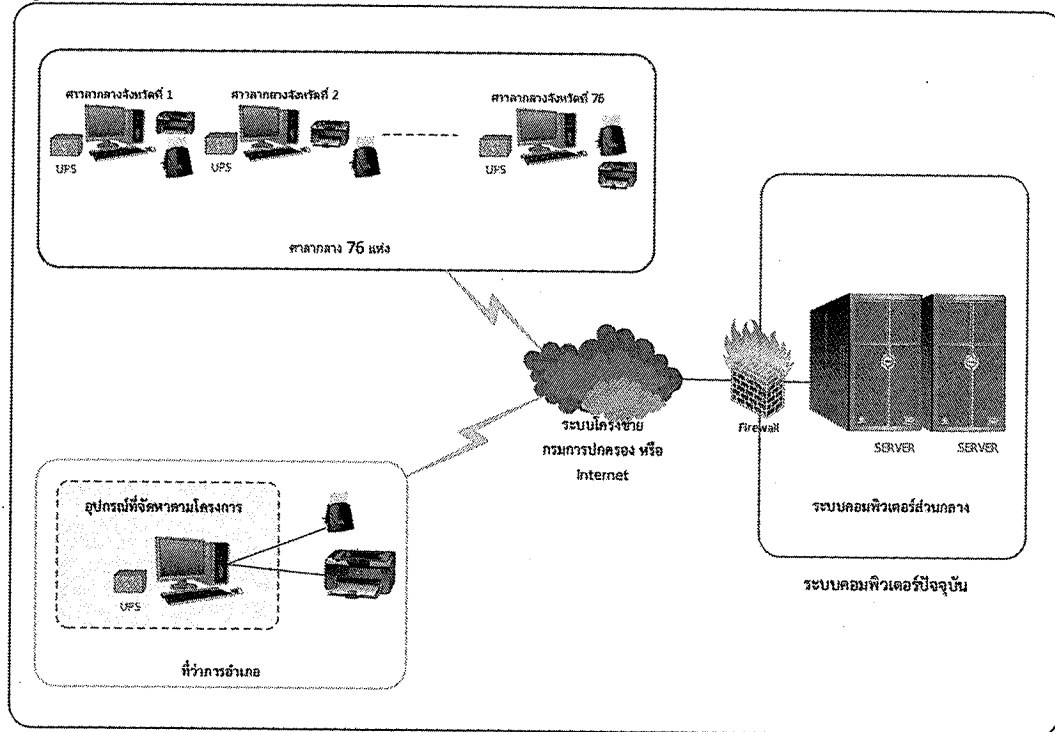 ศาลากลางจังหวัดที่ 1
ศาลากลางจังหวัดที่ 2
ศาลากลางจังหวัดที่ 76
UPS
UPS
UPS
ศาลากลาง 76 แห่ง
ระบบโครงข่าย
กรมการปกครอง หรือ
Internet
Firewall
SERVER
SERVER
ระบบคอมพิวเตอร์ส่วนกลาง
ระบบคอมพิวเตอร์ปัจจุบัน
อุปกรณ์ที่จัดหาตามโครงการ
UPS
ที่ว่าการอำเภอ